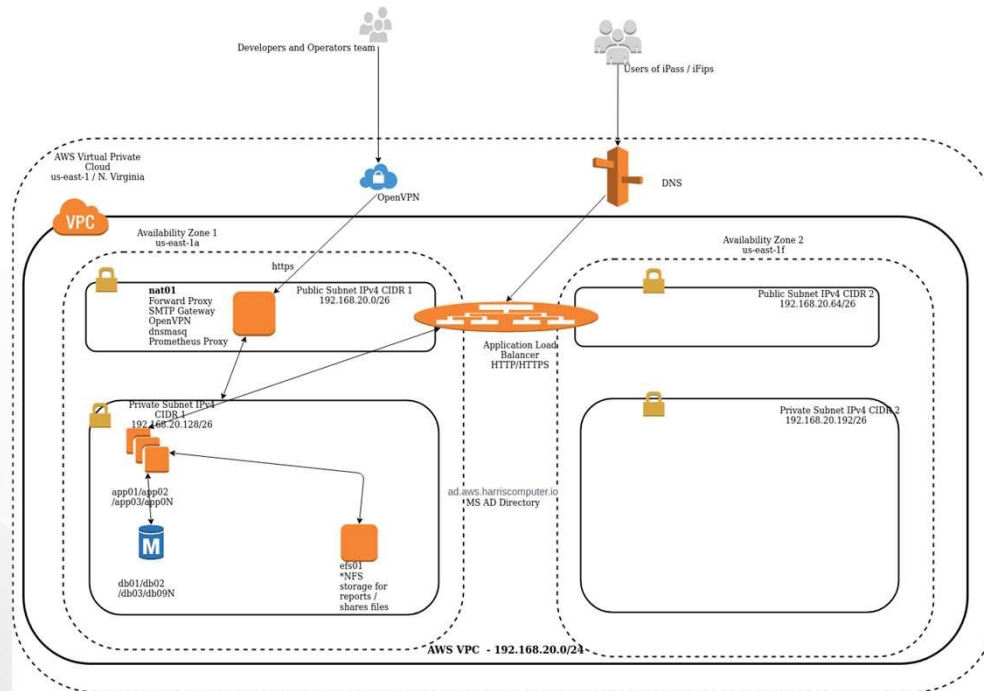 Developers and Operators team
Users of iPass / iFips
AWS Virtual Private
Cloud
us-east-1 / N. Virginia
OpenVPN
DNS
VPC
Availability Zone 1
us-east-1a
Availability Zone 2
us-east-1f
https
nat01
Forward Proxy
SMTP Gateway
OpenVPN
dnsmasq
Prometheus Proxy
Public Subnet IPv4 CIDR 1
192.168.20.0/26
Public Subnet IPv4 CIDR 2
192.168.20.64/26
Application Load
Balancer
HTTP/HTTPS
Private Subnet IPv4
CIDR 1
192.168.20.128/26
Private Subnet IPv4 CIDR 2
192.168.20.192/26
app01/app02
/app03/app0N
ad.aws.harriscomputer.io
MS AD Directory
M
db01/db02
/db03/db09N
efs01
*NFS
storage for
reports /
shares files
AWS VPC - 192.168.20.0/24